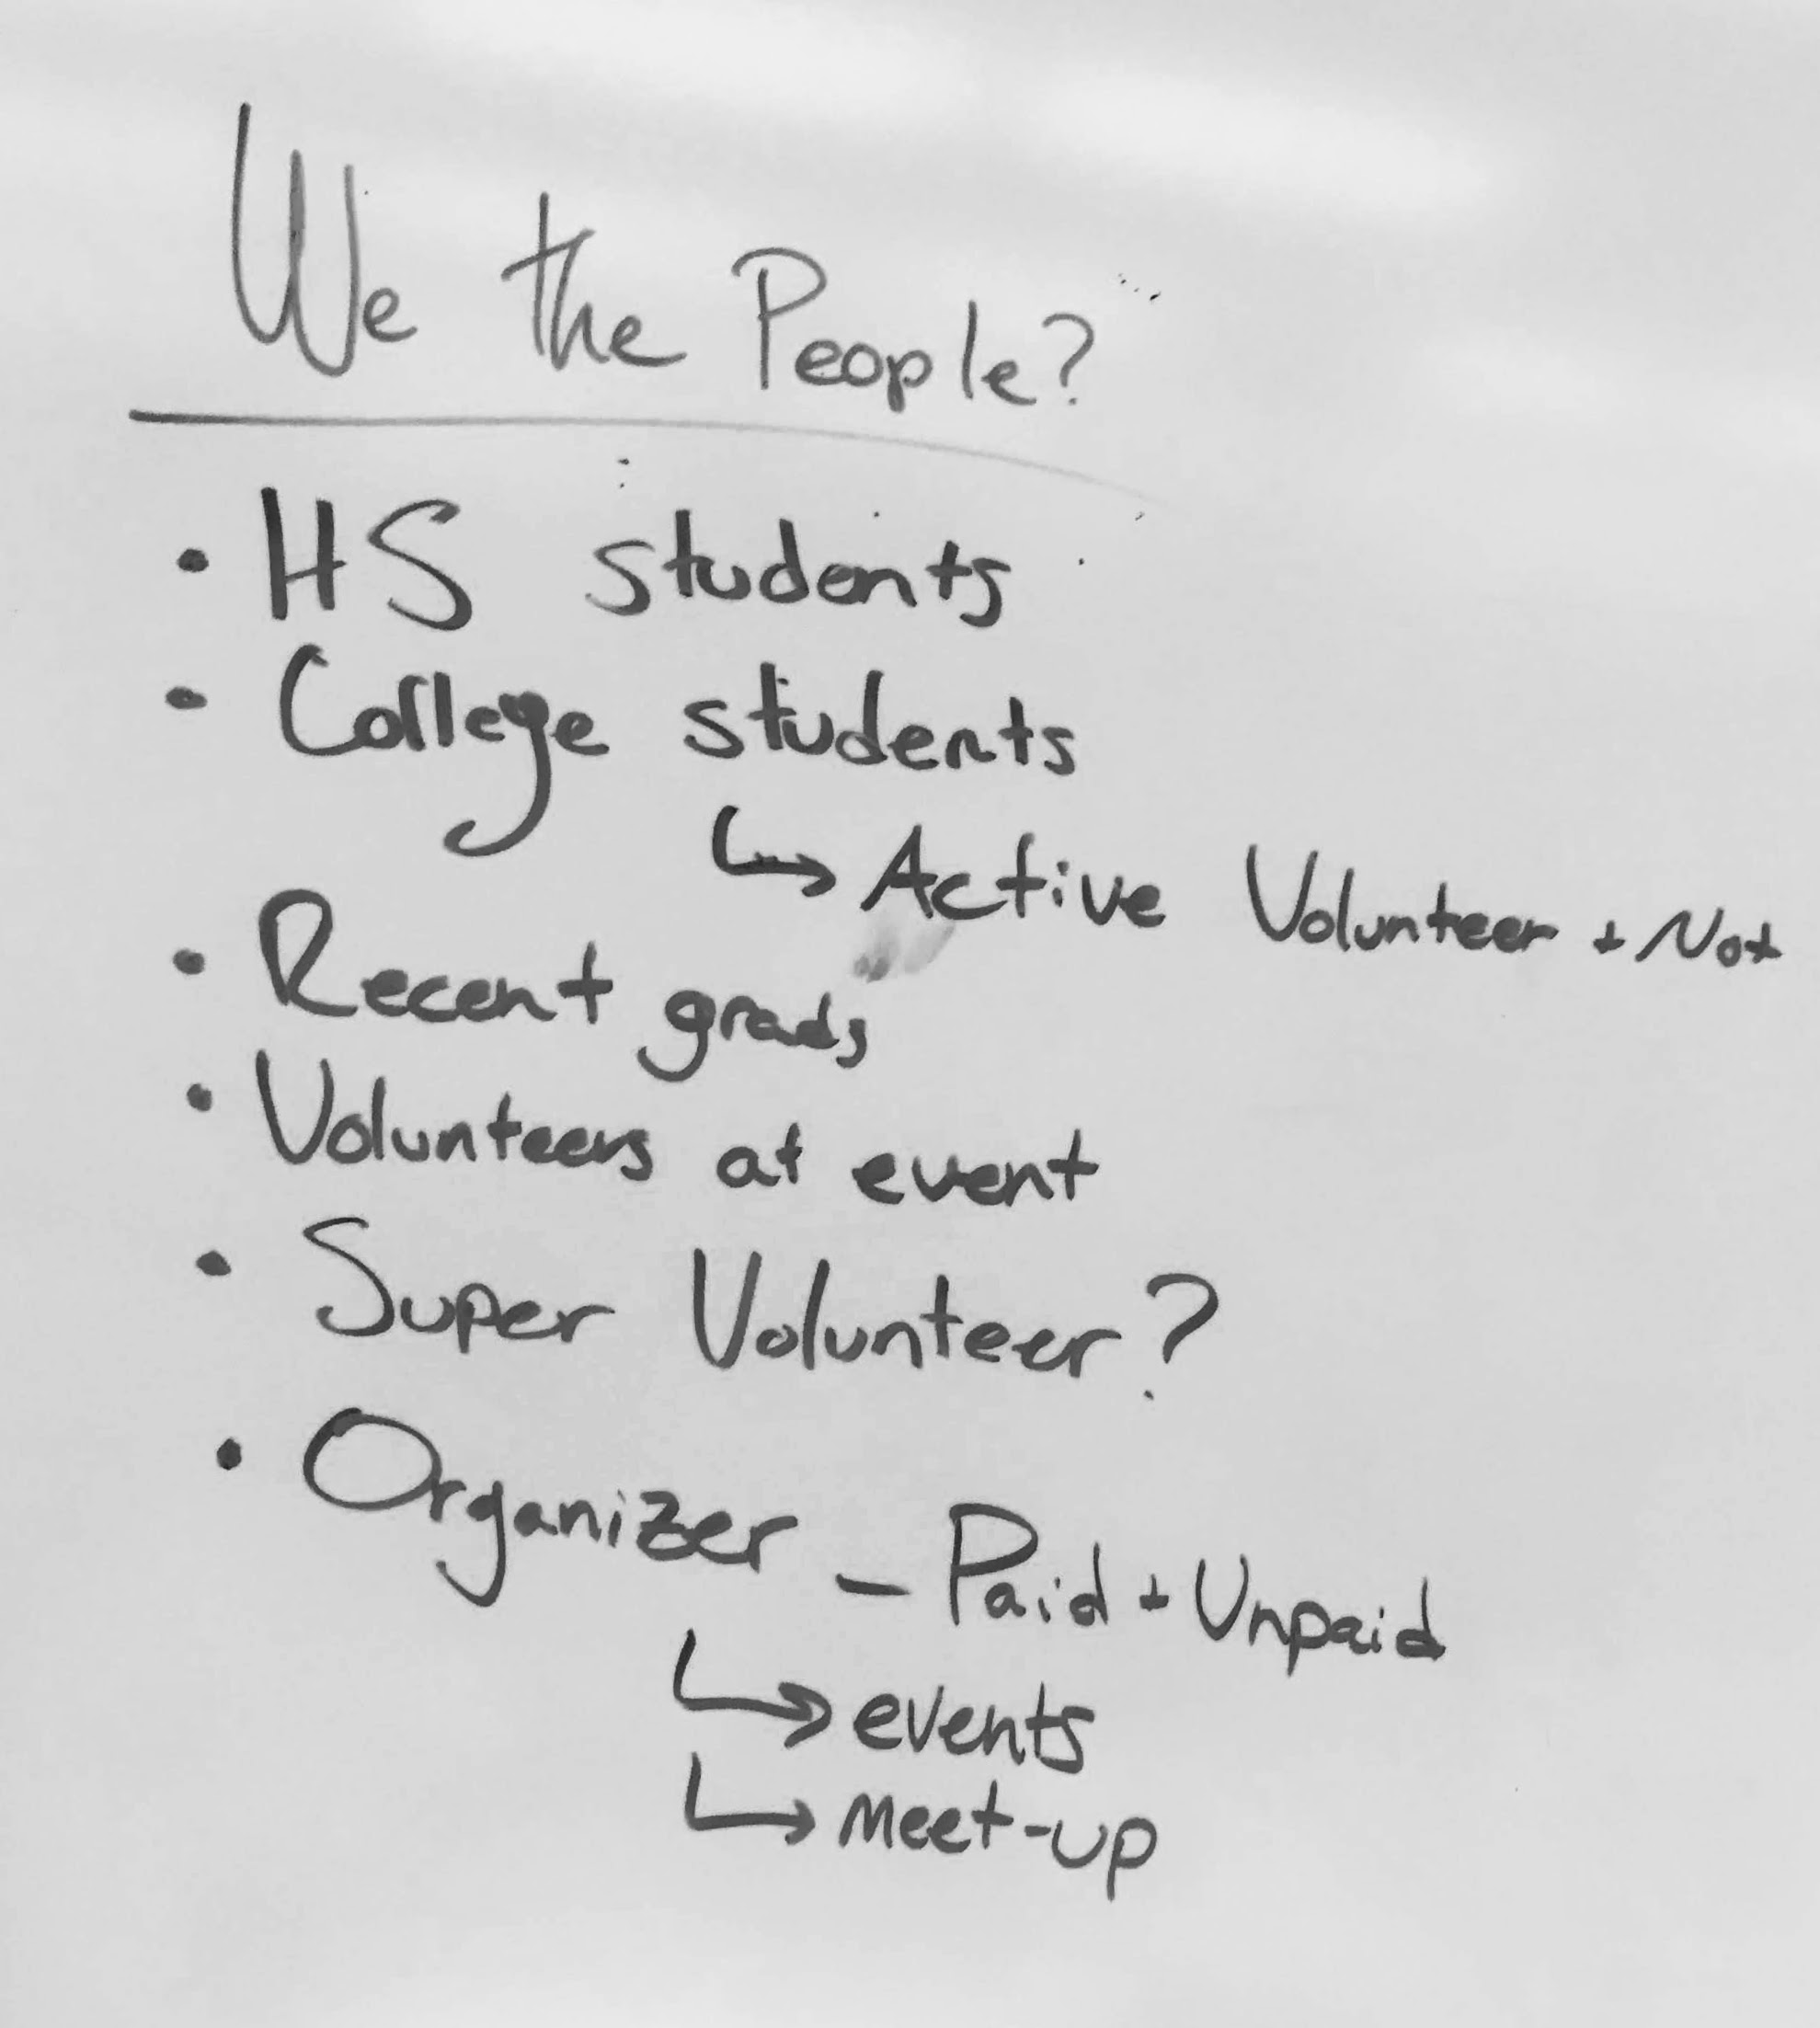 We the People?
• HS students
• College students
↳ Active Volunteer + Not
• Recent grads
• Volunteers at event
• Super Volunteer?
• Organizer - Paid + Unpaid
↳ events
↳ Meet-up